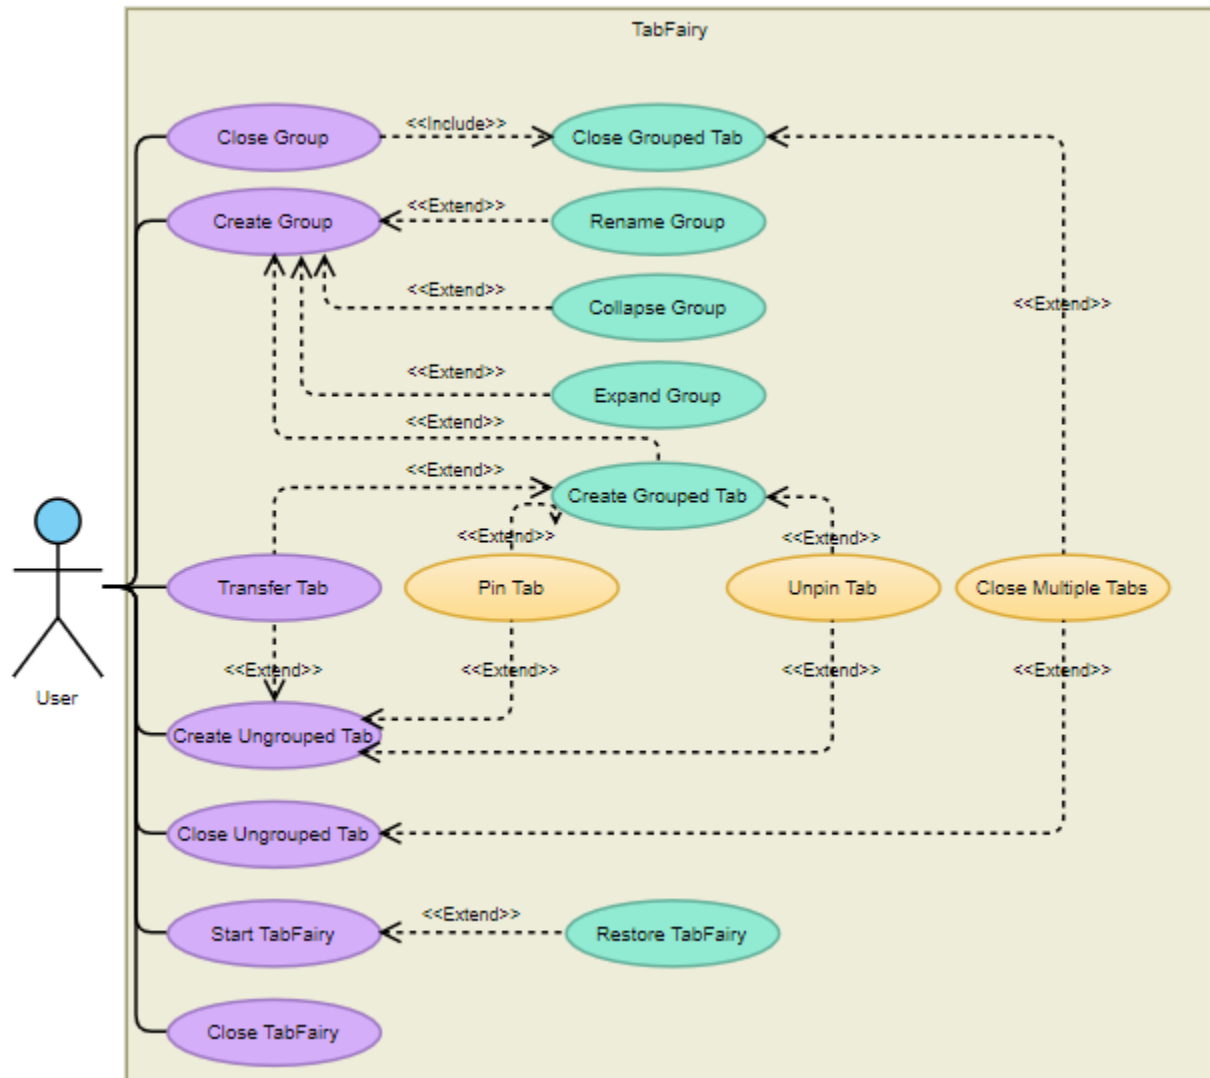 TabFairy
Close Group
<<Include>>
Close Grouped Tab
Create Group
<<Extend>>
Rename Group
<<Extend>>
Collapse Group
<<Extend>>
<<Extend>>
Expand Group
<<Extend>>
<<Extend>>
Create Grouped Tab
<<Extend>>
<<Extend>>
Transfer Tab
Pin Tab
Unpin Tab
Close Multiple Tabs
<<Extend>>
<<Extend>>
<<Extend>>
<<Extend>>
User
Create Ungrouped Tab
Close Ungrouped Tab
Start TabFairy
<<Extend>>
Restore TabFairy
Close TabFairy